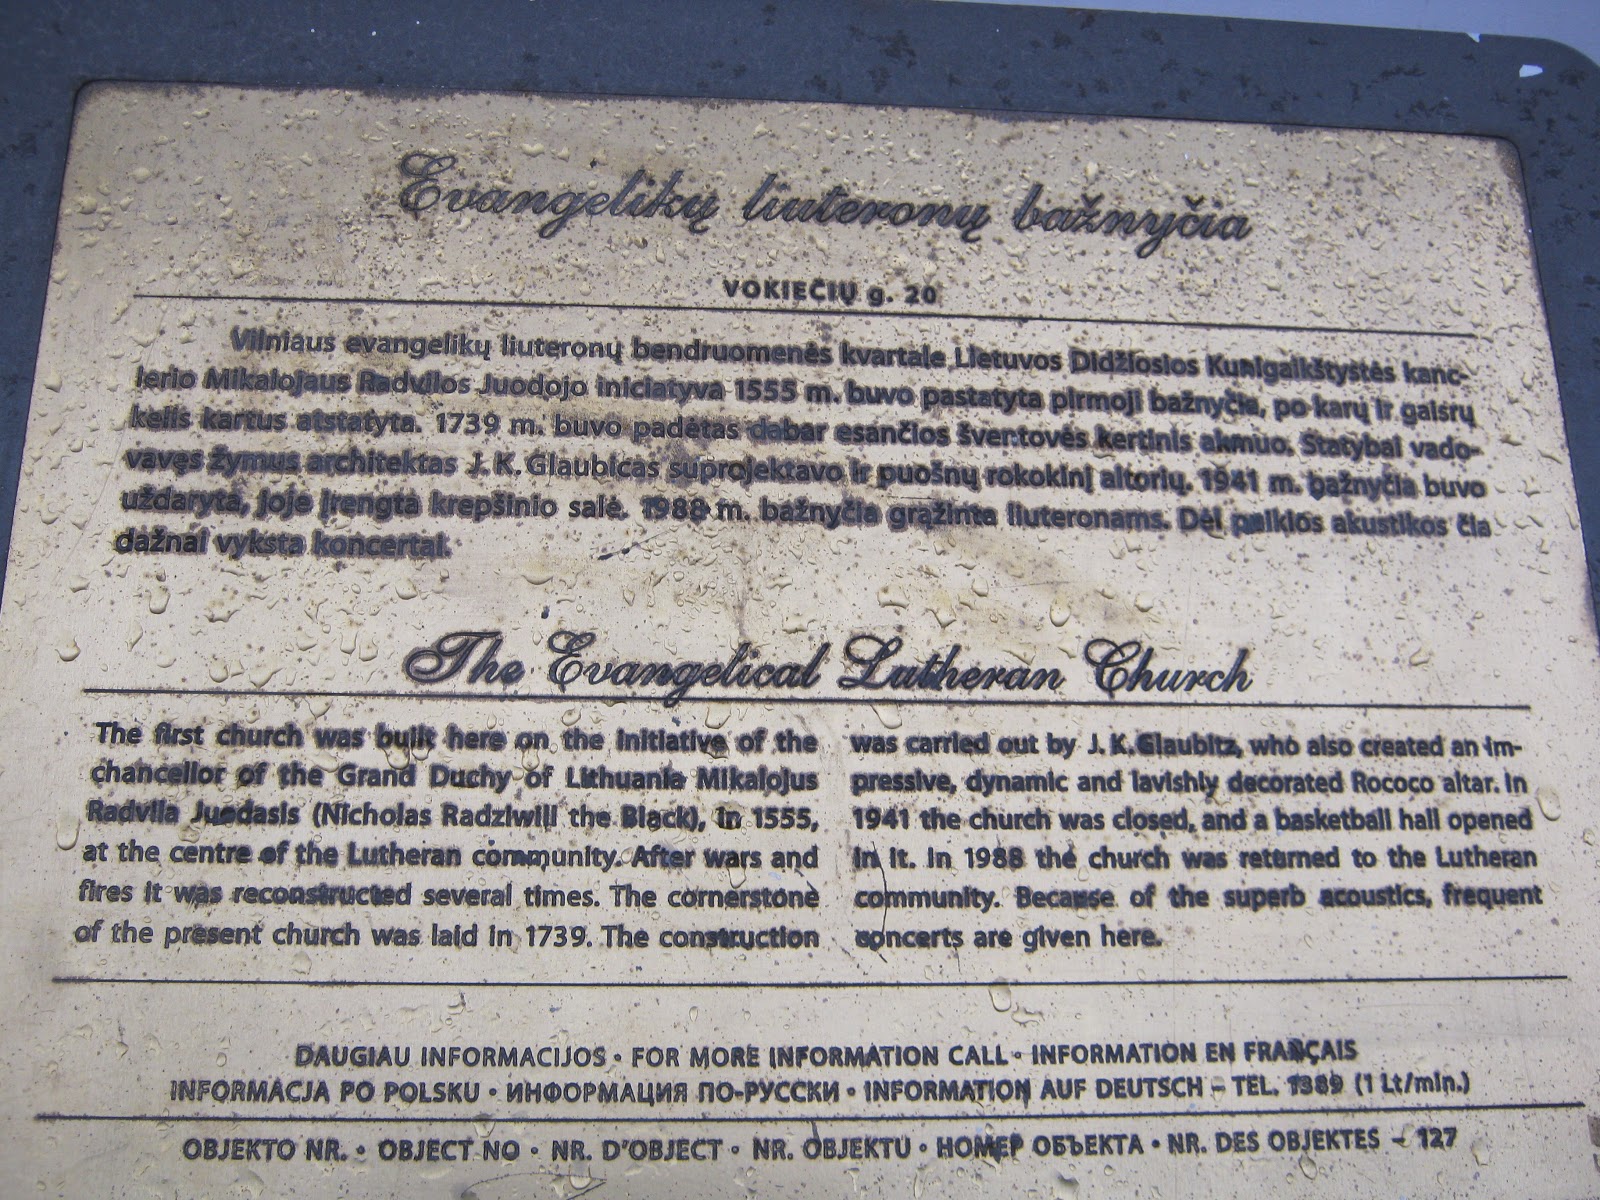 Evangelikų liuteronų bažnyčia
VOKIEČIŲ g. 20
Vilniaus evangelikų liuteronų bendruomenės kvartale Lietuvos Didžiosios Kunigaikštystės kanc-
lerio Mikalojaus Radvilos Juodojo iniciatyva 1555 m. buvo pastatyta pirmoji bažnyčia, po karų ir gaisrų
kelis kartus atstatyta. 1739 m. buvo padėtas dabar esančios šventovės kertinis akmuo. Statybai vado-
vavęs žymus architektas J. K. Glaubicas suprojektavo ir puošnų rokokinį altorių. 1941 m. bažnyčia buvo
uždaryta, joje įrengta krepšinio salė. 1988 m. bažnyčia grąžinta liuteronams. Dėl puikios akustikos čia
dažnai vyksta koncertai.
The Evangelical Lutheran Church
The first church was built here on the initiative of the
chancellor of the Grand Duchy of Lithuania Mikalojus
Radvila Juodasis (Nicholas Radziwill the Black), in 1555,
at the centre of the Lutheran community. After wars and
fires it was reconstructed several times. The cornerstone
of the present church was laid in 1739. The construction
was carried out by J. K. Glaubitz, who also created an im-
pressive, dynamic and lavishly decorated Rococo altar. In
1941 the church was closed, and a basketball hall opened
in it. In 1988 the church was returned to the Lutheran
community. Because of the superb acoustics, frequent
concerts are given here.
DAUGIAU INFORMACIJOS • FOR MORE INFORMATION CALL • INFORMATION EN FRANÇAIS
INFORMACJA PO POLSKU • ИНФОРМАЦИЯ ПО-РУССКИ • INFORMATION AUF DEUTSCH – TEL. 1389 (1 Lt/min.)
OBJEKTO NR. • OBJECT NO • NR. D'OBJECT • NR. OBJEKTU • НОМЕР ОБЪЕКТА • NR. DES OBJEKTES – 127